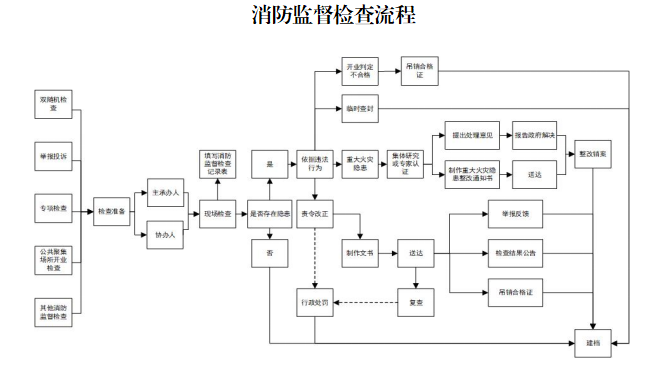 消防监督检查流程
双随机检
查
举报投诉
专项检查
公共聚集
场所开业
检查
其他消防
监督检查
检查准备
主承办人
协办人
填写消防
监督检查
记录表
现场检查
是
是否存在隐患
否
开业判定
不合格
吊销合格
证
临时查封
依据违法
行为
重大火灾
隐患
集体研究
或专家认
证
提出处理意见
报告政府解决
制作重大火灾隐
患整改通知书
送达
整改销案
责令改正
制作文书
送达
举报反馈
检查结果公告
吊销合格证
行政处罚
复查
建档